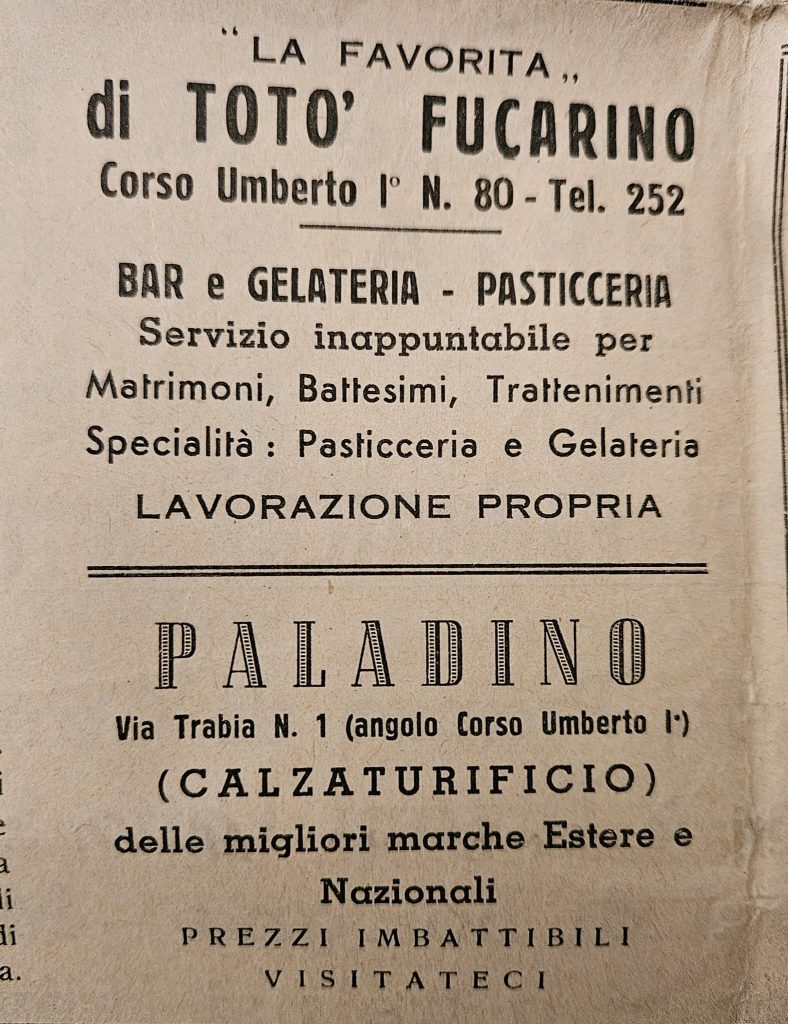 "LA FAVORITA„
di TOTO' FUCARINO
Corso Umberto I° N. 80 - Tel. 252
BAR e GELATERIA - PASTICCERIA
Servizio inappuntabile per
Matrimoni, Battesimi, Trattenimenti
Specialità : Pasticceria e Gelateria
LAVORAZIONE PROPRIA
PALADINO
Via Trabia N. 1 (angolo Corso Umberto I°)
(CALZATURIFICIO)
delle migliori marche Estere e
Nazionali
PREZZI IMBATTIBILI
VISITATECI